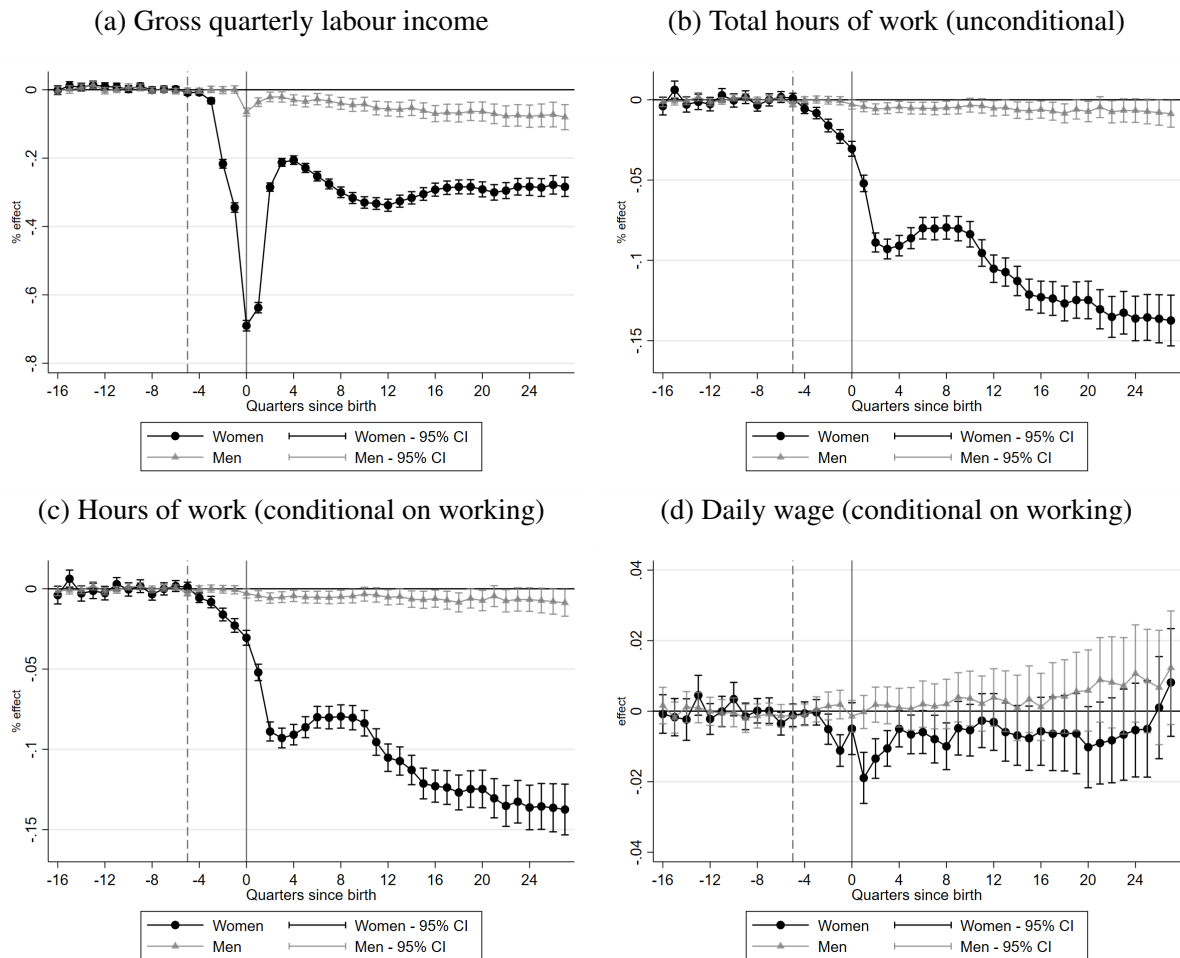 (a) Gross quarterly labour income
0
-.2
-.4
-.6
-.8
% effect
-16 -12 -8 -4 0 4 8 12 16 20 24
Quarters since birth
Women Women - 95% CI
Men Men - 95% CI
(b) Total hours of work (unconditional)
0
-.05
-.1
-.15
% effect
-16 -12 -8 -4 0 4 8 12 16 20 24
Quarters since birth
Women Women - 95% CI
Men Men - 95% CI
(c) Hours of work (conditional on working)
0
-.05
-.1
-.15
% effect
-16 -12 -8 -4 0 4 8 12 16 20 24
Quarters since birth
Women Women - 95% CI
Men Men - 95% CI
(d) Daily wage (conditional on working)
.04
.02
0
-.02
-.04
effect
-16 -12 -8 -4 0 4 8 12 16 20 24
Quarters since birth
Women Women - 95% CI
Men Men - 95% CI